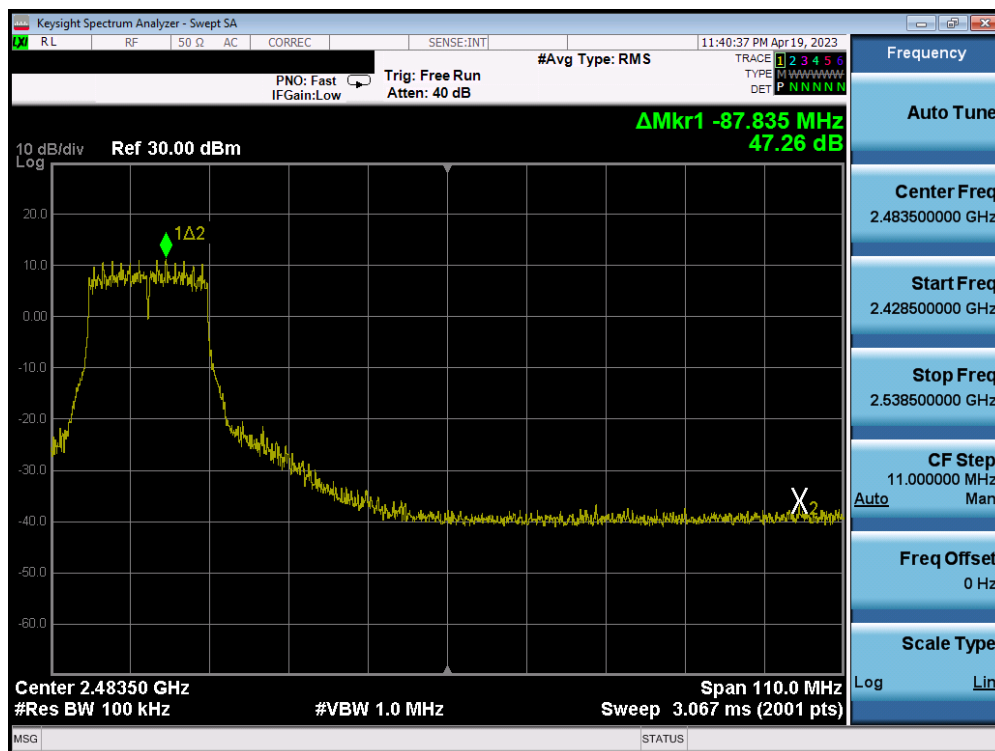 Keysight Spectrum Analyzer - Swept SA
LXI RL RF 50 Ω AC CORREC SENSE:INT 11:40:37 PM Apr 19, 2023
#Avg Type: RMS TRACE 1 2 3 4 5 6
PNO: Fast Trig: Free Run TYPE M WWWWW
IFGain:Low Atten: 40 dB DET P N N N N N
ΔMkr1 -87.835 MHz
47.26 dB
10 dB/div Ref 30.00 dBm
Log
20.0
1Δ2
10.0
0.00
-10.0
-20.0
-30.0
-40.0
X2
-50.0
-60.0
Center 2.48350 GHz Span 110.0 MHz
#Res BW 100 kHz #VBW 1.0 MHz Sweep 3.067 ms (2001 pts)
MSG STATUS
Frequency
Auto Tune
Center Freq
2.483500000 GHz
Start Freq
2.428500000 GHz
Stop Freq
2.538500000 GHz
CF Step
11.000000 MHz
Auto Man
Freq Offset
0 Hz
Scale Type
Log Lin